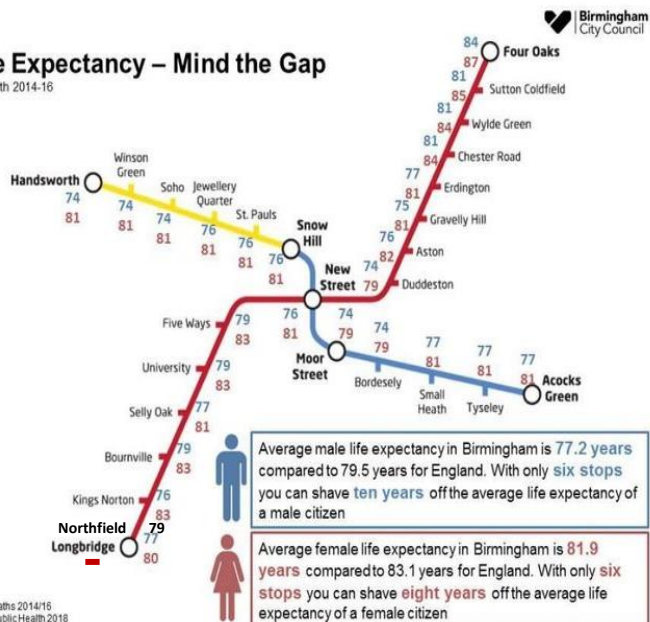 Birmingham
City Council
e Expectancy – Mind the Gap
th 2014-16
84
87
Four Oaks
81
85
Sutton Coldfield
81
84
Wylde Green
81
84
Chester Road
77
81
Erdington
75
81
Gravelly Hill
76
82
Aston
74
79
Duddeston
Handsworth
74
81
Winson
Green
74
81
Soho
74
81
Jewellery
Quarter
76
81
St. Pauls
76
81
Snow
Hill
76
81
New
Street
76
81
Five Ways
79
83
University
79
83
Selly Oak
77
81
Bournville
79
83
Kings Norton
76
83
Northfield 79
Longbridge
77
80
74
79
Moor
Street
74
79
Bordesely
77
81
Small
Heath
77
81
Tyseley
77
81
Acocks
Green
Average male life expectancy in Birmingham is 77.2 years
compared to 79.5 years for England. With only six stops
you can shave ten years off the average life expectancy of
a male citizen
Average female life expectancy in Birmingham is 81.9
years compared to 83.1 years for England. With only six
stops you can shave eight years off the average life
expectancy of a female citizen
aths 2014/16
ublic Health 2018